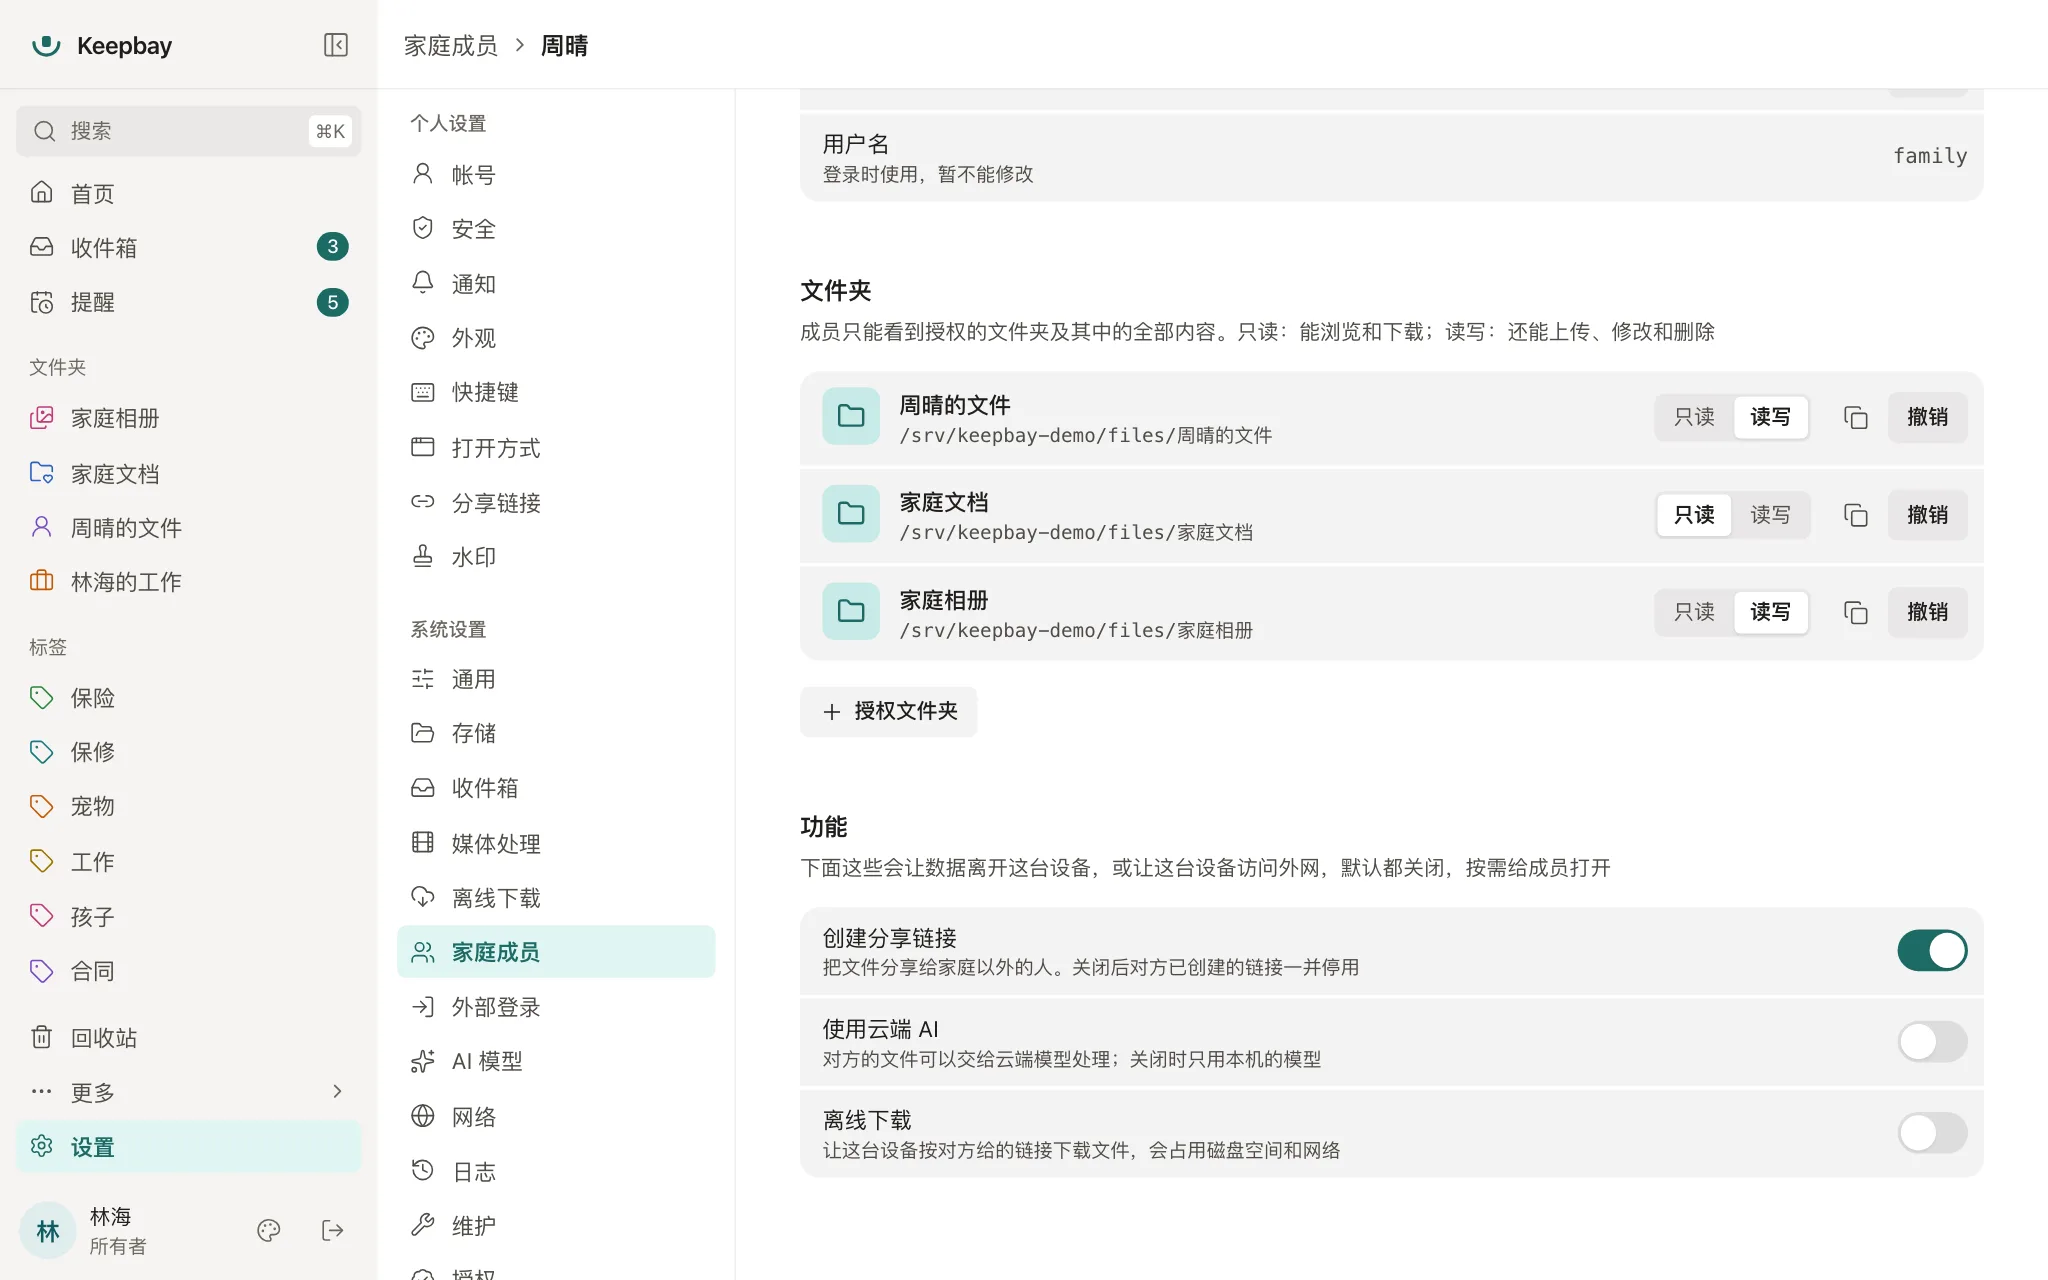 Keepbay
搜索
⌘K
首页
收件箱
3
提醒
5
文件夹
家庭相册
家庭文档
周晴的文件
林海的工作
标签
保险
保修
宠物
工作
孩子
合同
回收站
更多
设置
林
林海
所有者
家庭成员 > 周晴
个人设置
帐号
安全
通知
外观
快捷键
打开方式
分享链接
水印
系统设置
通用
存储
收件箱
媒体处理
离线下载
家庭成员
外部登录
AI 模型
网络
日志
维护
授权
用户名
登录时使用，暂不能修改
family
文件夹
成员只能看到授权的文件夹及其中的全部内容。只读：能浏览和下载；读写：还能上传、修改和删除
周晴的文件
/srv/keepbay-demo/files/周晴的文件
只读 读写 撤销
家庭文档
/srv/keepbay-demo/files/家庭文档
只读 读写 撤销
家庭相册
/srv/keepbay-demo/files/家庭相册
只读 读写 撤销
授权文件夹
功能
下面这些会让数据离开这台设备，或让这台设备访问外网，默认都关闭，按需给成员打开
创建分享链接
把文件分享给家庭以外的人。关闭后对方已创建的链接一并停用
使用云端 AI
对方的文件可以交给云端模型处理；关闭时只用本机的模型
离线下载
让这台设备按对方给的链接下载文件，会占用磁盘空间和网络